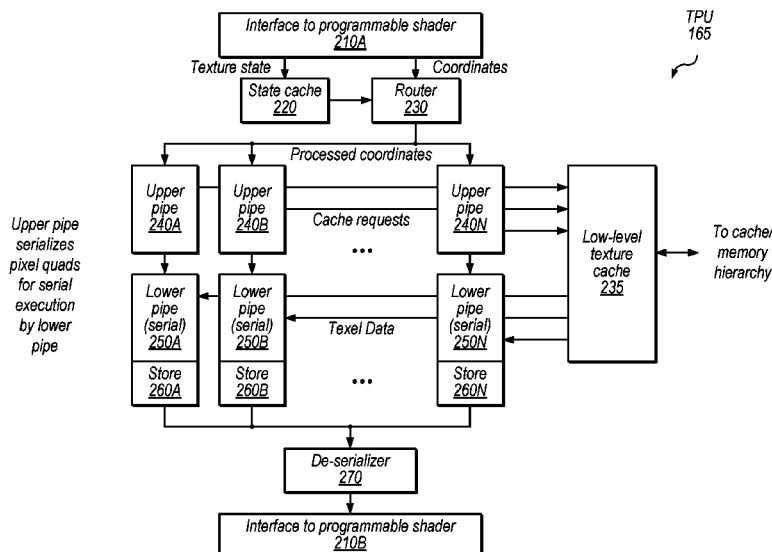 TPU
165
Interface to programmable shader
210A
Texture state
Coordinates
State cache
220
Router
230
Processed coordinates
Upper
pipe
240A
Upper
pipe
240B
Upper
pipe
240N
Cache requests
...
Low-level
texture
cache
235
To cache/
memory
hierarchy
Upper pipe
serializes
pixel quads
for serial
execution
by lower
pipe
Lower
pipe
(serial)
250A
Lower
pipe
(serial)
250B
Lower
pipe
(serial)
250N
Texel Data
Store
260A
Store
260B
...
Store
260N
De-serializer
270
Interface to programmable shader
210B